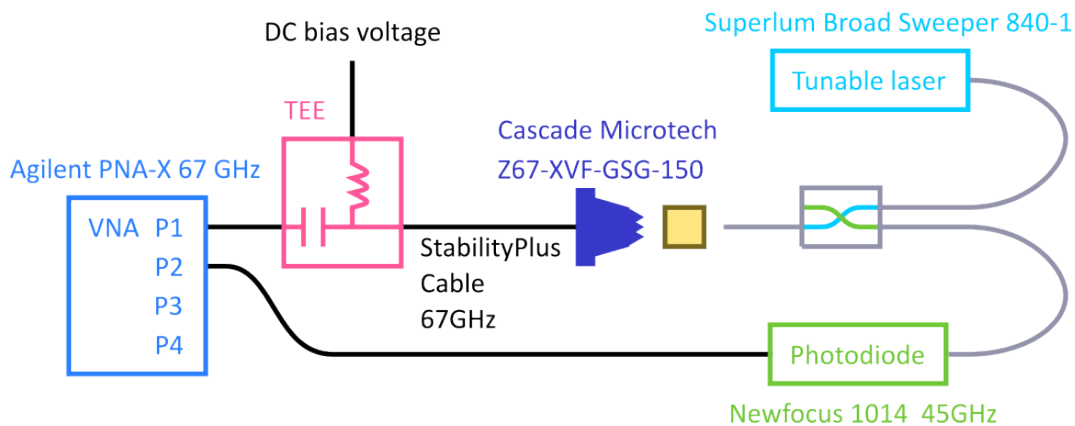 DC bias voltage
Superlum Broad Sweeper 840-1
Tunable laser
TEE
Cascade Microtech
Z67-XVF-GSG-150
Agilent PNA-X 67 GHz
VNA P1
P2
P3
P4
StabilityPlus
Cable
67GHz
Photodiode
Newfocus 1014 45GHz